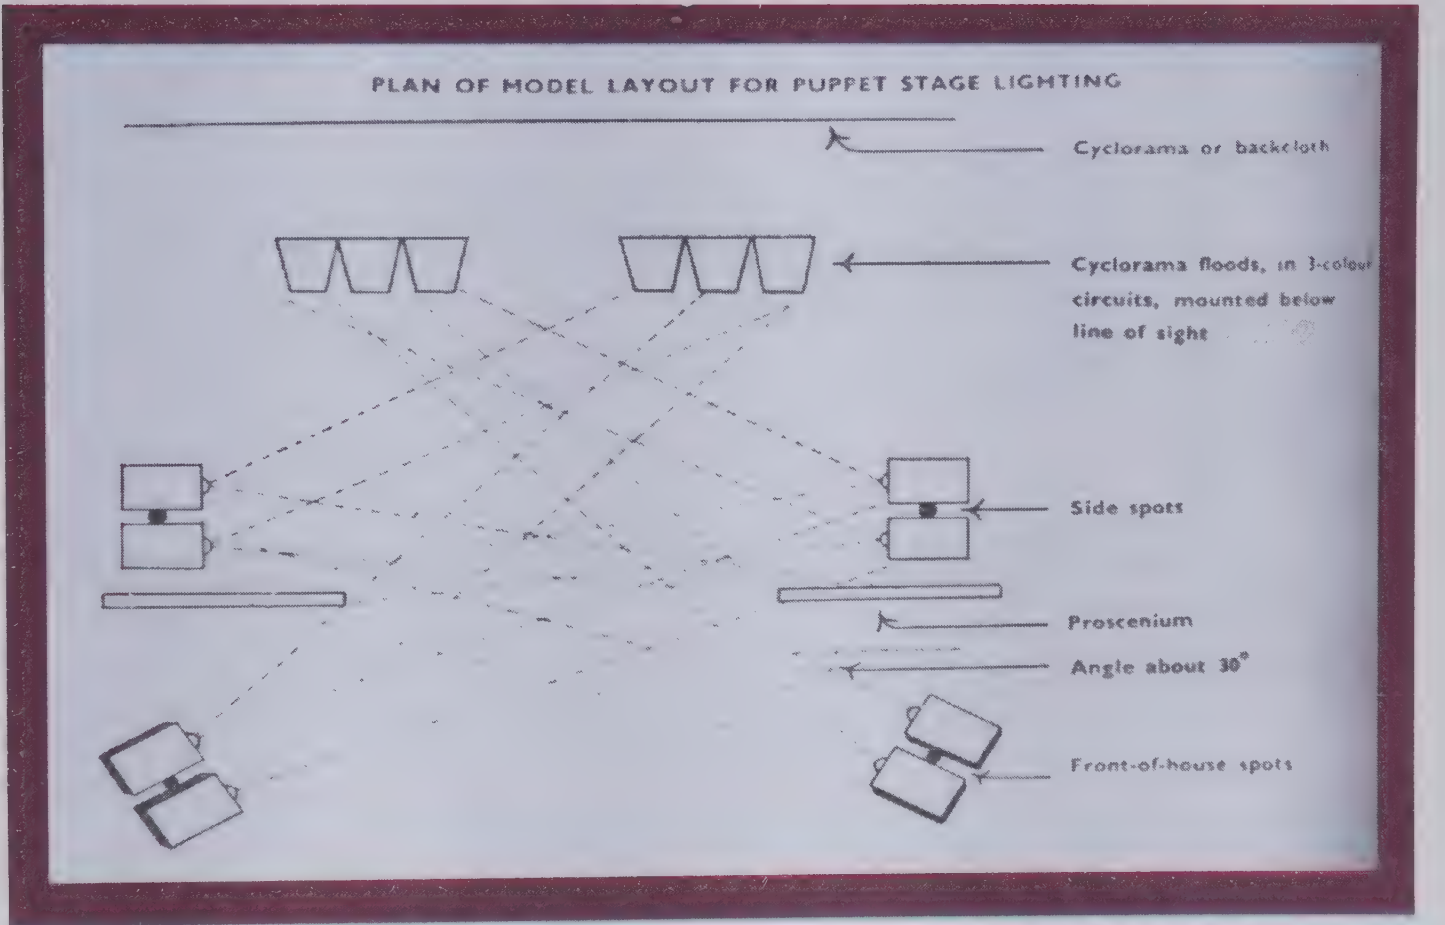 PLAN OF MODEL LAYOUT FOR PUPPET STAGE LIGHTING
Cyclorama or backcloth
Cyclorama floods, in 3-colour
circuits, mounted below
line of sight
Side spots
Proscenium
Angle about 30°
Front-of-house spots